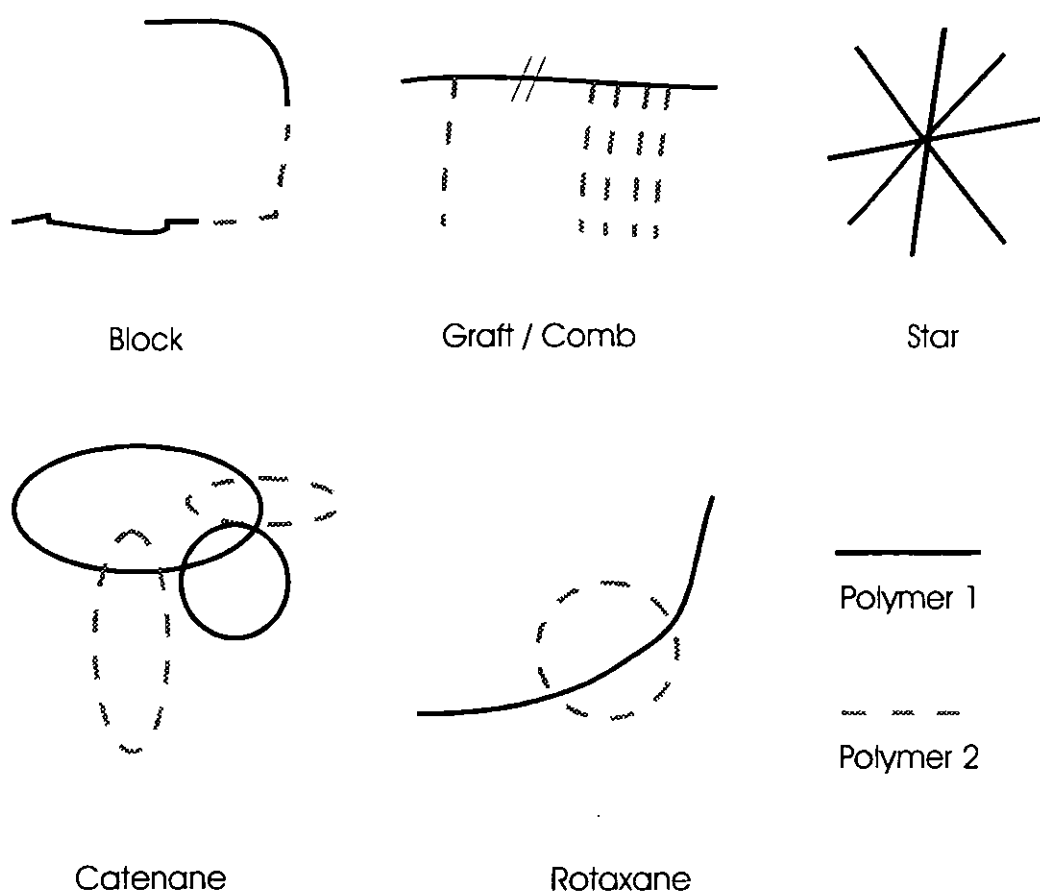 Block
Graft / Comb
Star
Polymer 1
Polymer 2
Catenane
Rotaxane